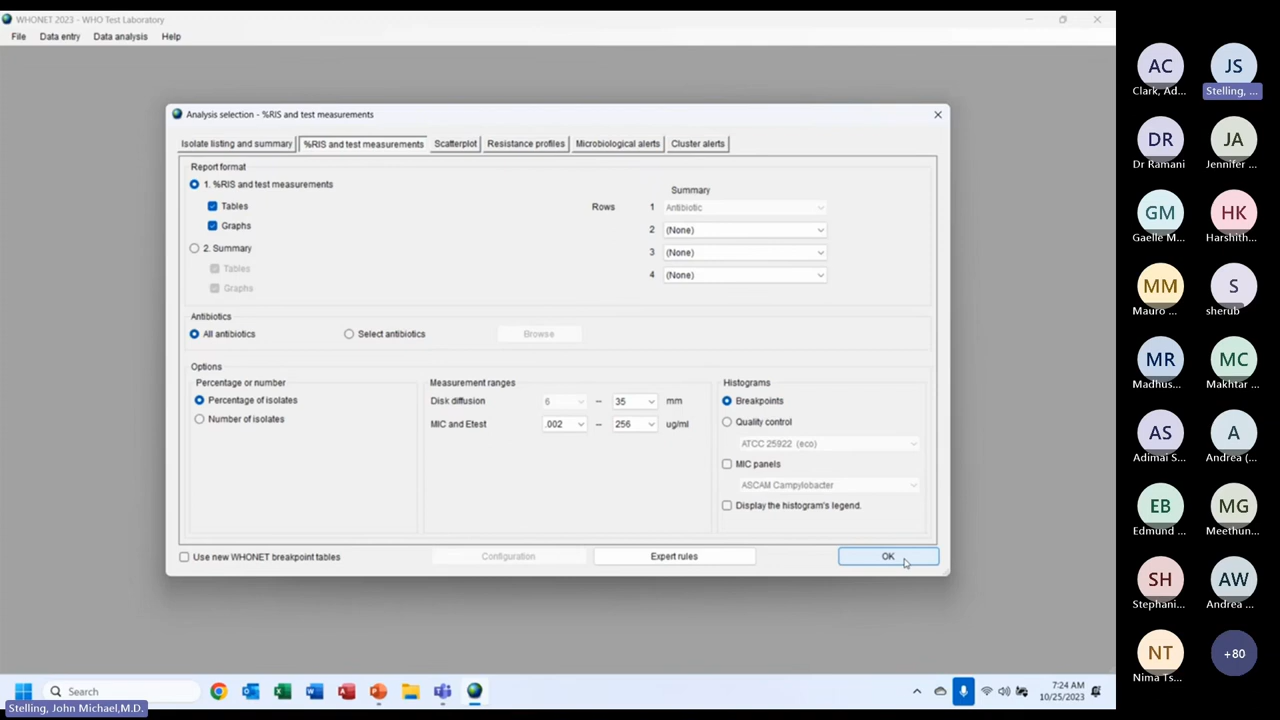 WHONET 2023 - WHO Test Laboratory
File Data entry Data analysis Help
Analysis selection - %RIS and test measurements
Isolate listing and summary %RIS and test measurements Scatterplot Resistance profiles Microbiological alerts Cluster alerts
Report format
1. %RIS and test measurements
Tables
Graphs
2. Summary
Tables
Graphs
Summary
Rows 1 Antibiotic
2 (None)
3 (None)
4 (None)
Antibiotics
All antibiotics Select antibiotics Browse
Options
Percentage or number
Percentage of isolates
Number of isolates
Measurement ranges
Disk diffusion 6 -- 35 mm
MIC and Etest .002 -- 256 ug/ml
Histograms
Breakpoints
Quality control
ATCC 25922 (eco)
MIC panels
ASCAM Campylobacter
Display the histogram's legend.
Use new WHONET breakpoint tables Configuration Expert rules OK
Search
7:24 AM
10/25/2023
Stelling, John Michael,M.D.
AC JS
Clark, Ad... Stelling, ...
DR JA
Dr Ramani Jennifer ...
GM HK
Gaelle M... Harshith...
MM S
Mauro ... sherub
MR MC
Madhus... Makhtar ...
AS A
Adimai S... Andrea (...
EB MG
Edmund ... Meethun...
SH AW
Stephani... Andrea ...
NT +80
Nima Ts...